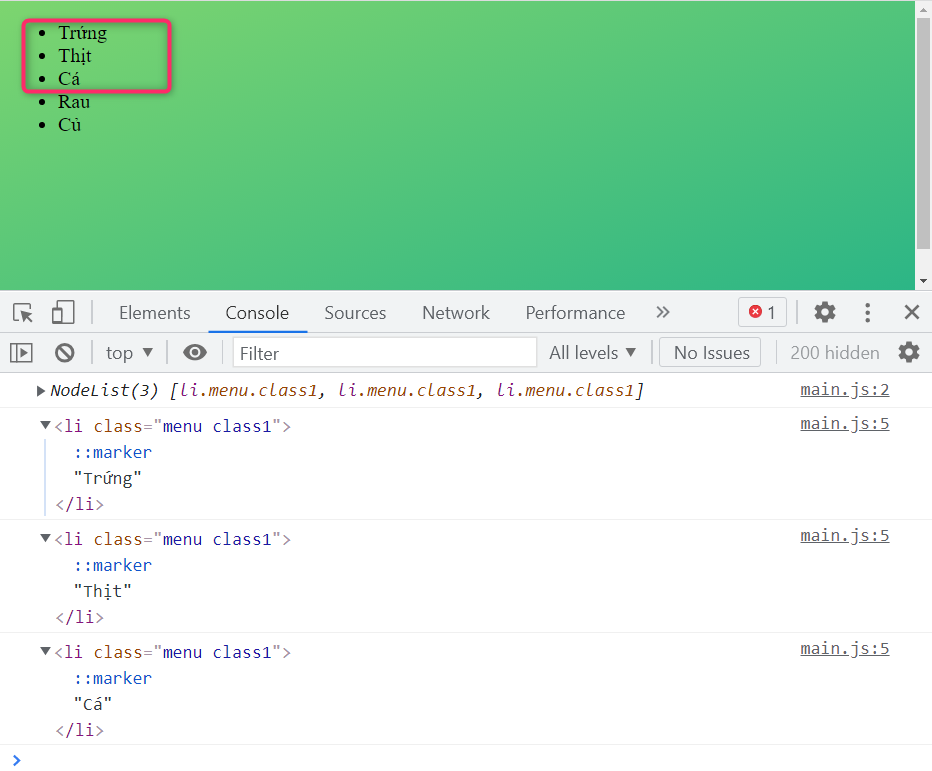 Trứng
Thịt
Cá
Rau
Củ
Elements Console Sources Network Performance 1
top Filter All levels No Issues 200 hidden
NodeList(3) [li.menu.class1, li.menu.class1, li.menu.class1] main.js:2
<li class="menu class1"> main.js:5
::marker
"Trứng"
</li>
<li class="menu class1"> main.js:5
::marker
"Thịt"
</li>
<li class="menu class1"> main.js:5
::marker
"Cá"
</li>